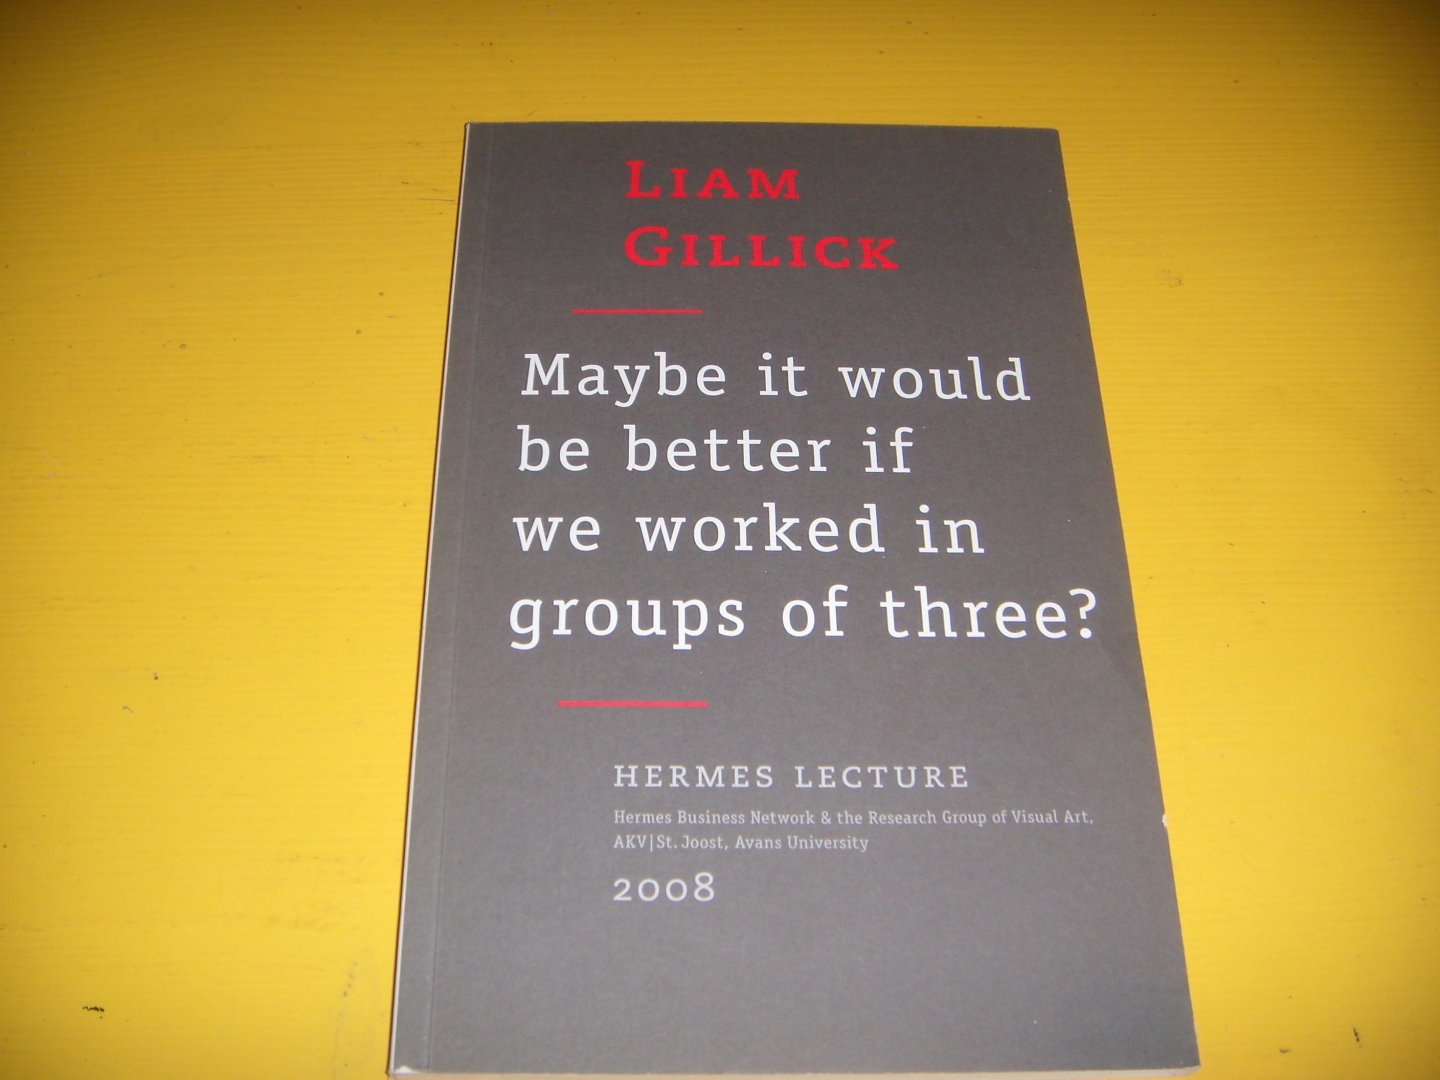 LIAM
GILLICK
Maybe it would
be better if
we worked in
groups of three?
HERMES LECTURE
Hermes Business Network & the Research Group of Visual Art,
AKV|St. Joost, Avans University
2008